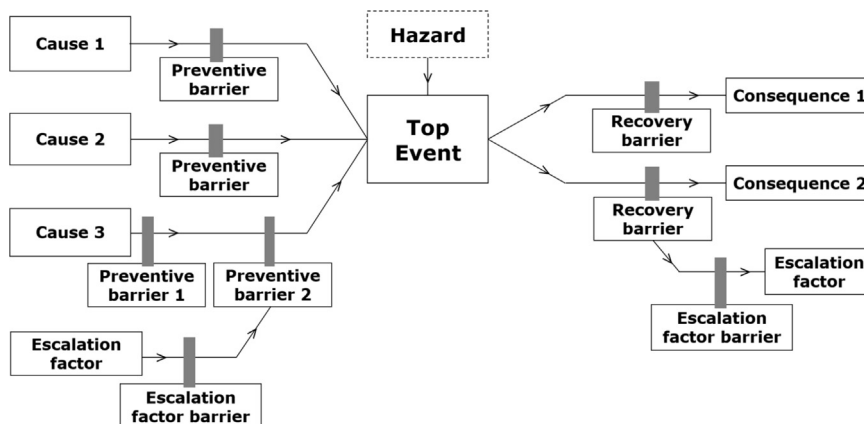 Cause 1
Preventive
barrier
Cause 2
Preventive
barrier
Cause 3
Preventive
barrier 1
Preventive
barrier 2
Escalation
factor
Escalation
factor barrier
Hazard
Top
Event
Recovery
barrier
Consequence 1
Recovery
barrier
Consequence 2
Escalation
factor
Escalation
factor barrier